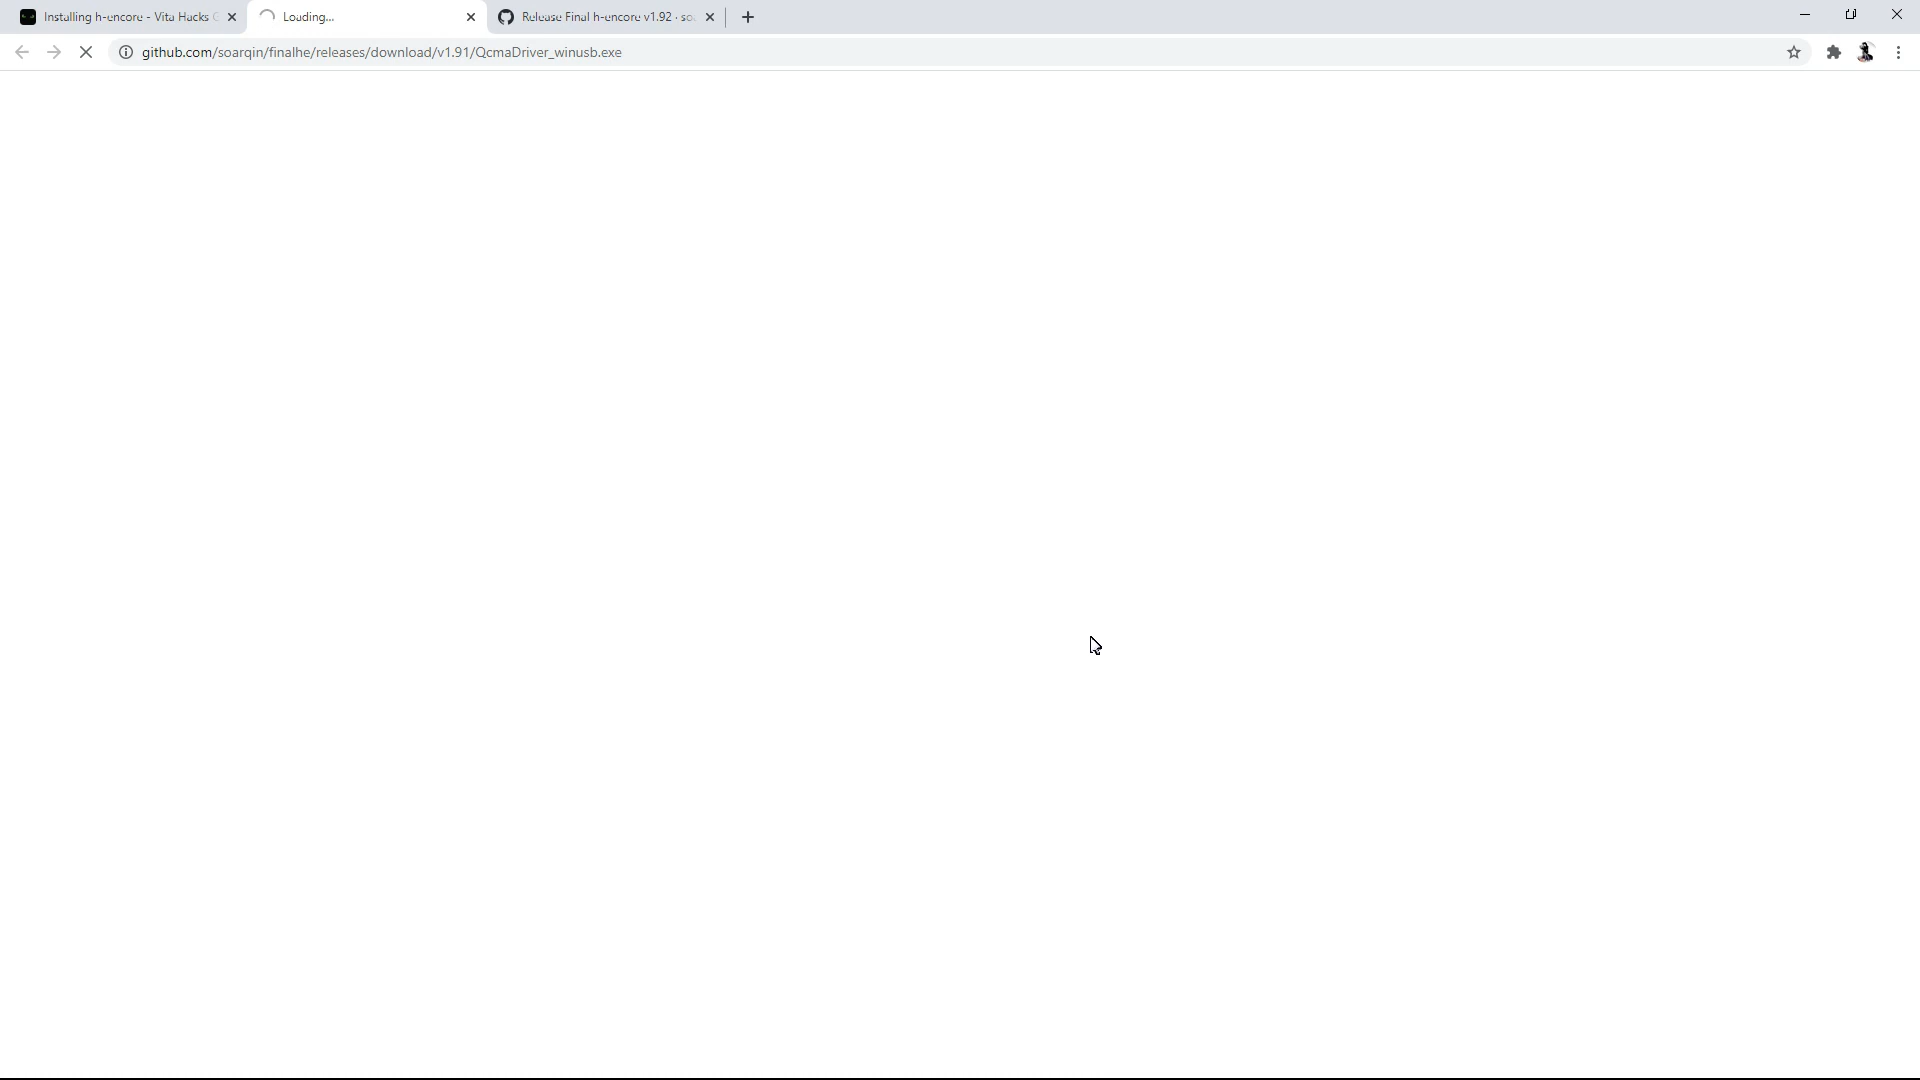 Installing h-encore - Vita Hacks G
Loading...
Release Final h-encore v1.92 · so
github.com/soarqin/finalhe/releases/download/v1.91/QcmaDriver_winusb.exe